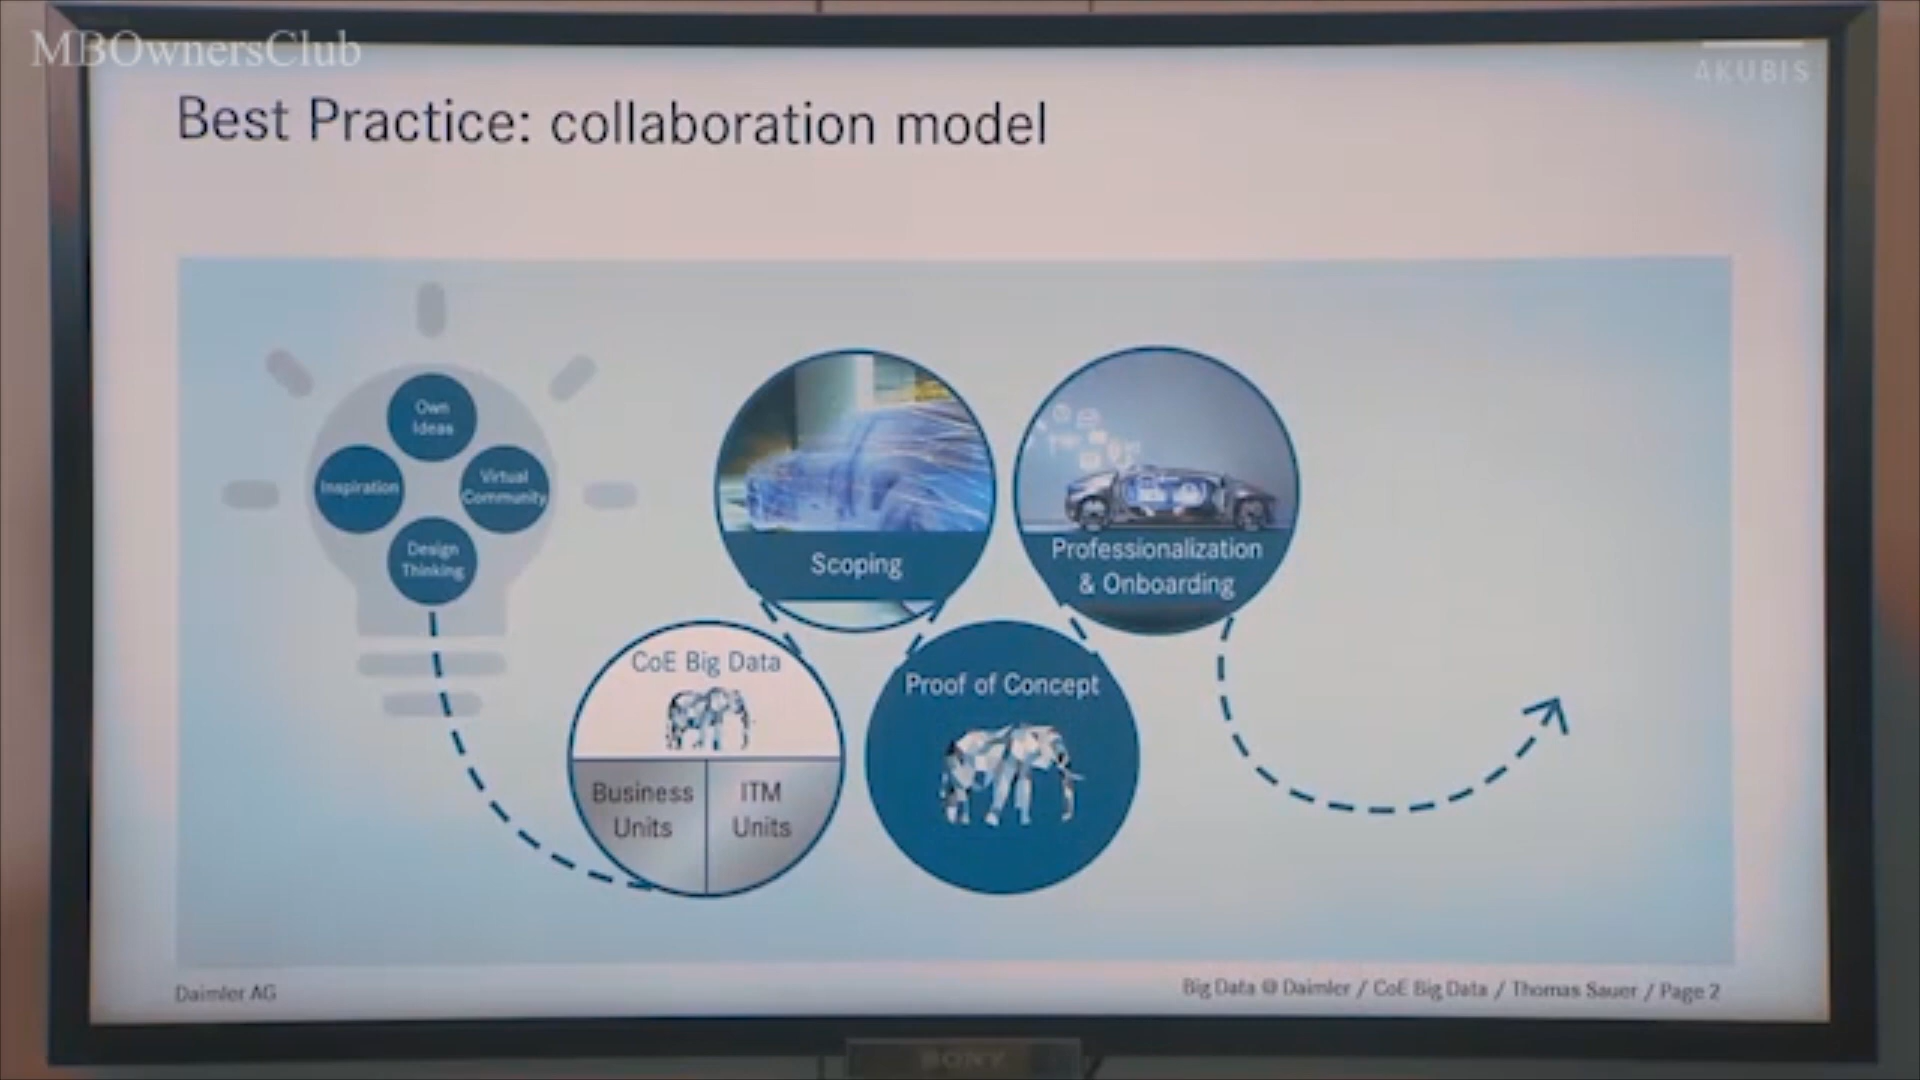 MBOwnersClub
AKUBIS
Best Practice: collaboration model
Own
Ideas
Inspiration
Virtual
Community
Design
Thinking
Scoping
Professionalization
& Onboarding
CoE Big Data
Business
Units
ITM
Units
Proof of Concept
Daimler AG
Big Data @ Daimler / CoE Big Data / Thomas Sauer / Page 2
SONY